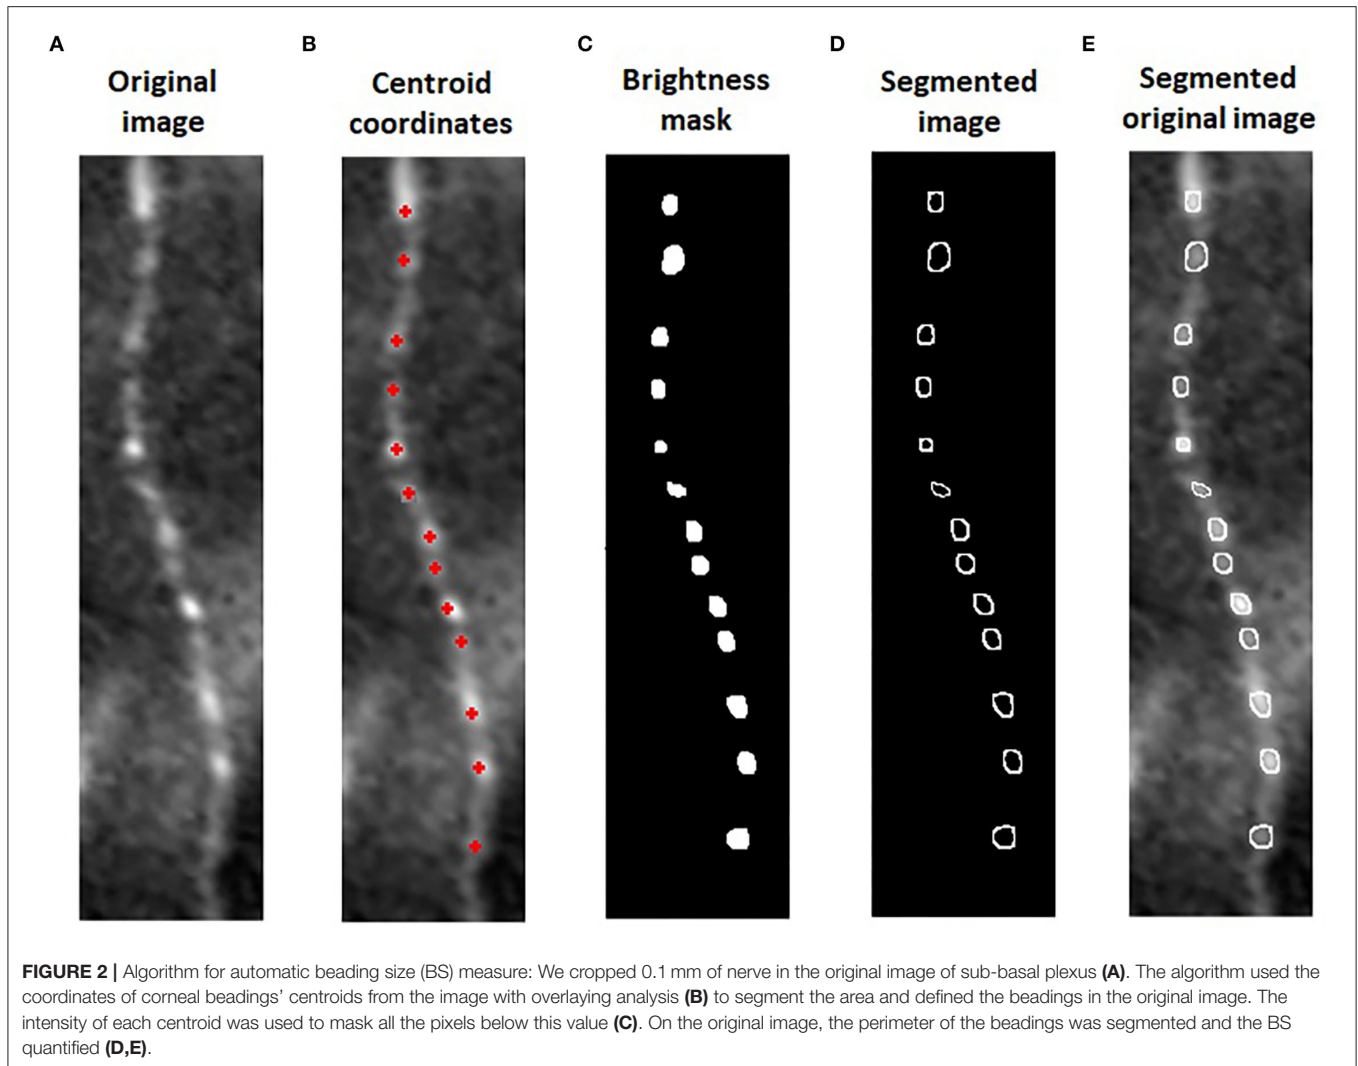 A
Original
image
B
Centroid
coordinates
C
Brightness
mask
D
Segmented
image
E
Segmented
original image
FIGURE 2 | Algorithm for automatic beading size (BS) measure: We cropped 0.1 mm of nerve in the original image of sub-basal plexus (A). The algorithm used the
coordinates of corneal beadings' centroids from the image with overlaying analysis (B) to segment the area and defined the beadings in the original image. The
intensity of each centroid was used to mask all the pixels below this value (C). On the original image, the perimeter of the beadings was segmented and the BS
quantified (D,E).